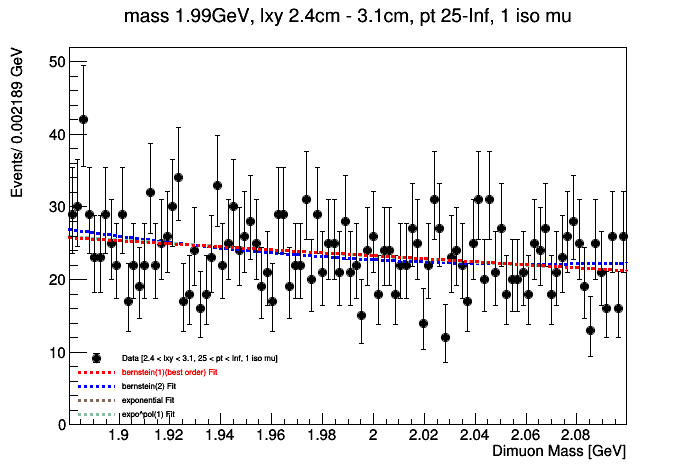 mass 1.99GeV, lxy 2.4cm - 3.1cm, pt 25-Inf, 1 iso mu
Events/ 0.002189 GeV
50
40
30
20
10
0
Data [2.4 < lxy < 3.1, 25 < pt < Inf, 1 iso mu]
bernstein(1)(best order) Fit
bernstein(2) Fit
exponential Fit
expo*pol(1) Fit
1.9 1.92 1.94 1.96 1.98 2 2.02 2.04 2.06 2.08
Dimuon Mass [GeV]